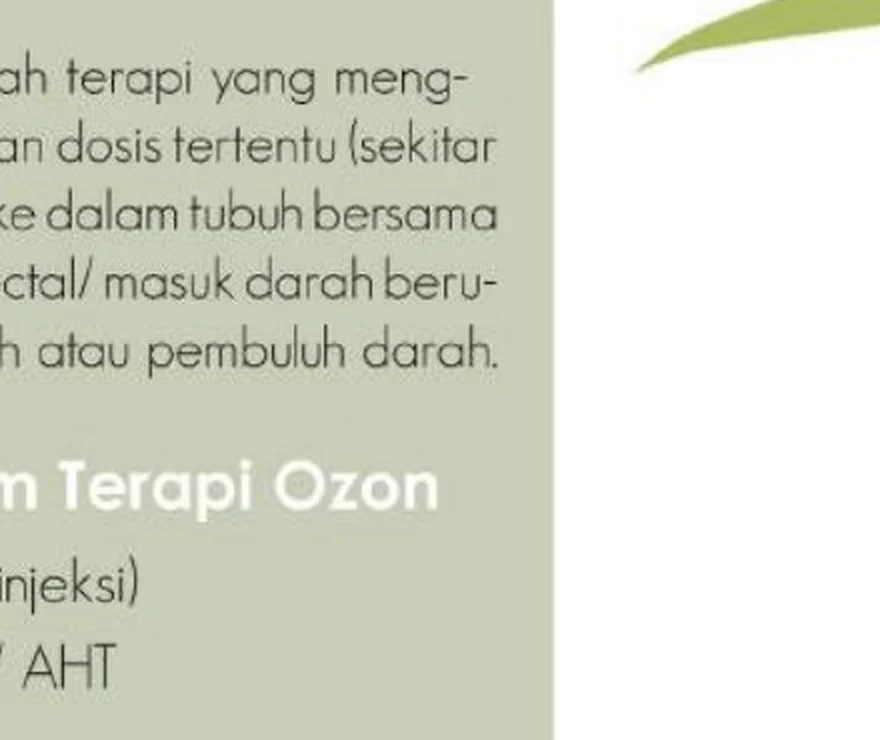 ah terapi yang meng-
an dosis tertentu (sekitar
ke dalam tubuh bersama
ctal/ masuk darah beru-
h atau pembuluh darah.
m Terapi Ozon
injeksi)
/ AHT